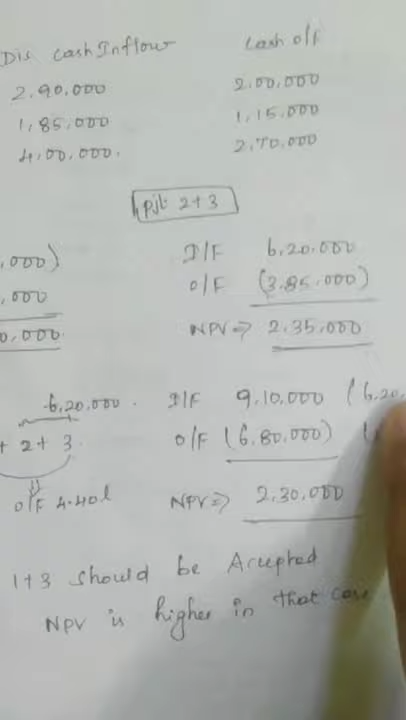 Dis cash Inflow Cash o/f
2,90,000 2,00,000
1,85,000 1,15,000
4,00,000. 2,70,000
pjt 2+3
,000) I/F 6,20,000
,000 o/F (3,85,000)
0,000. NPV => 2,35,000
6,20,000. I/F 9,10,000 (6,20,
+ 2+ 3. o/F (6,80,000)
o/F 4.40l NPV => 2,30,000
1+3 should be Accepted
NPV is higher in that case